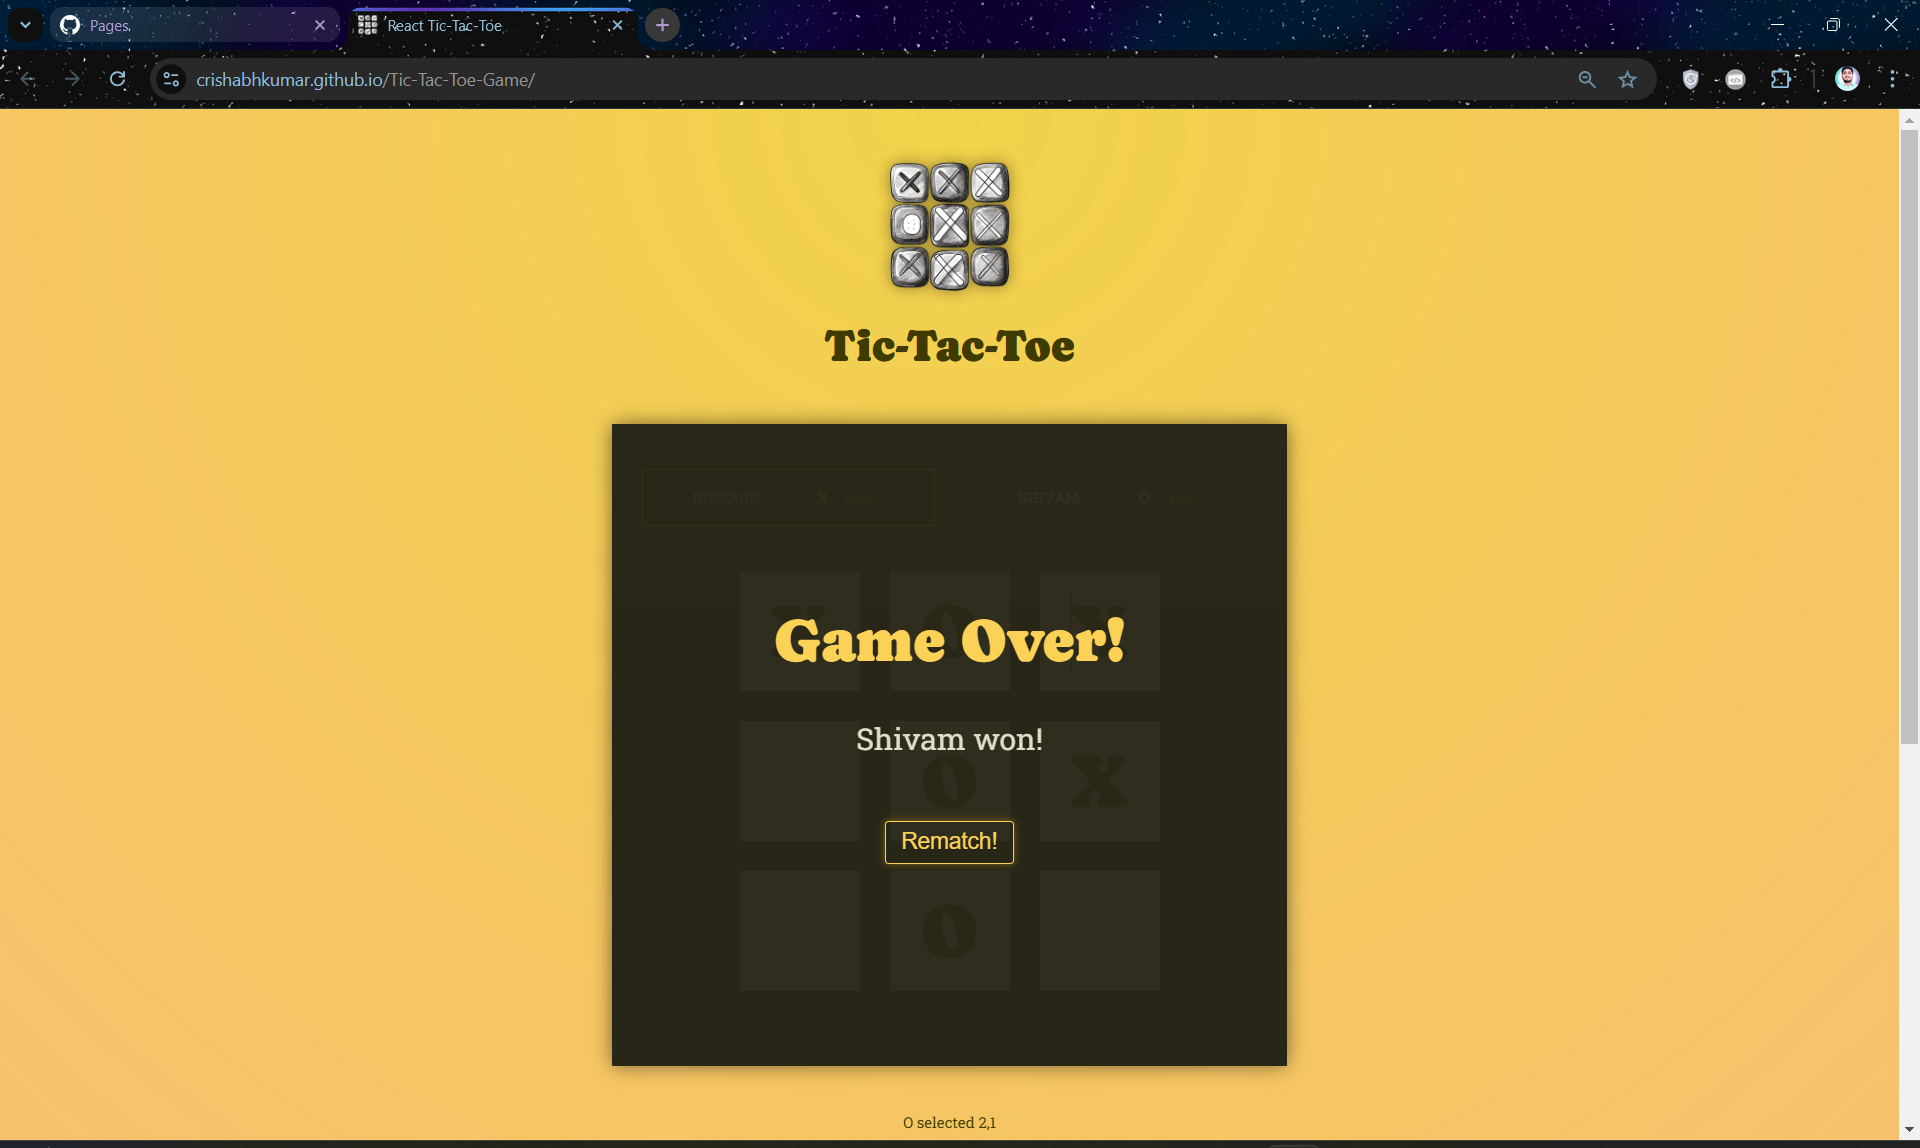 Pages
React Tic-Tac-Toe
crishabhkumar.github.io/Tic-Tac-Toe-Game/
Tic-Tac-Toe
RISHABH X Save SHIVAM O Edit
X O X
Game Over!
Shivam won!
O X
Rematch!
O
O selected 2,1